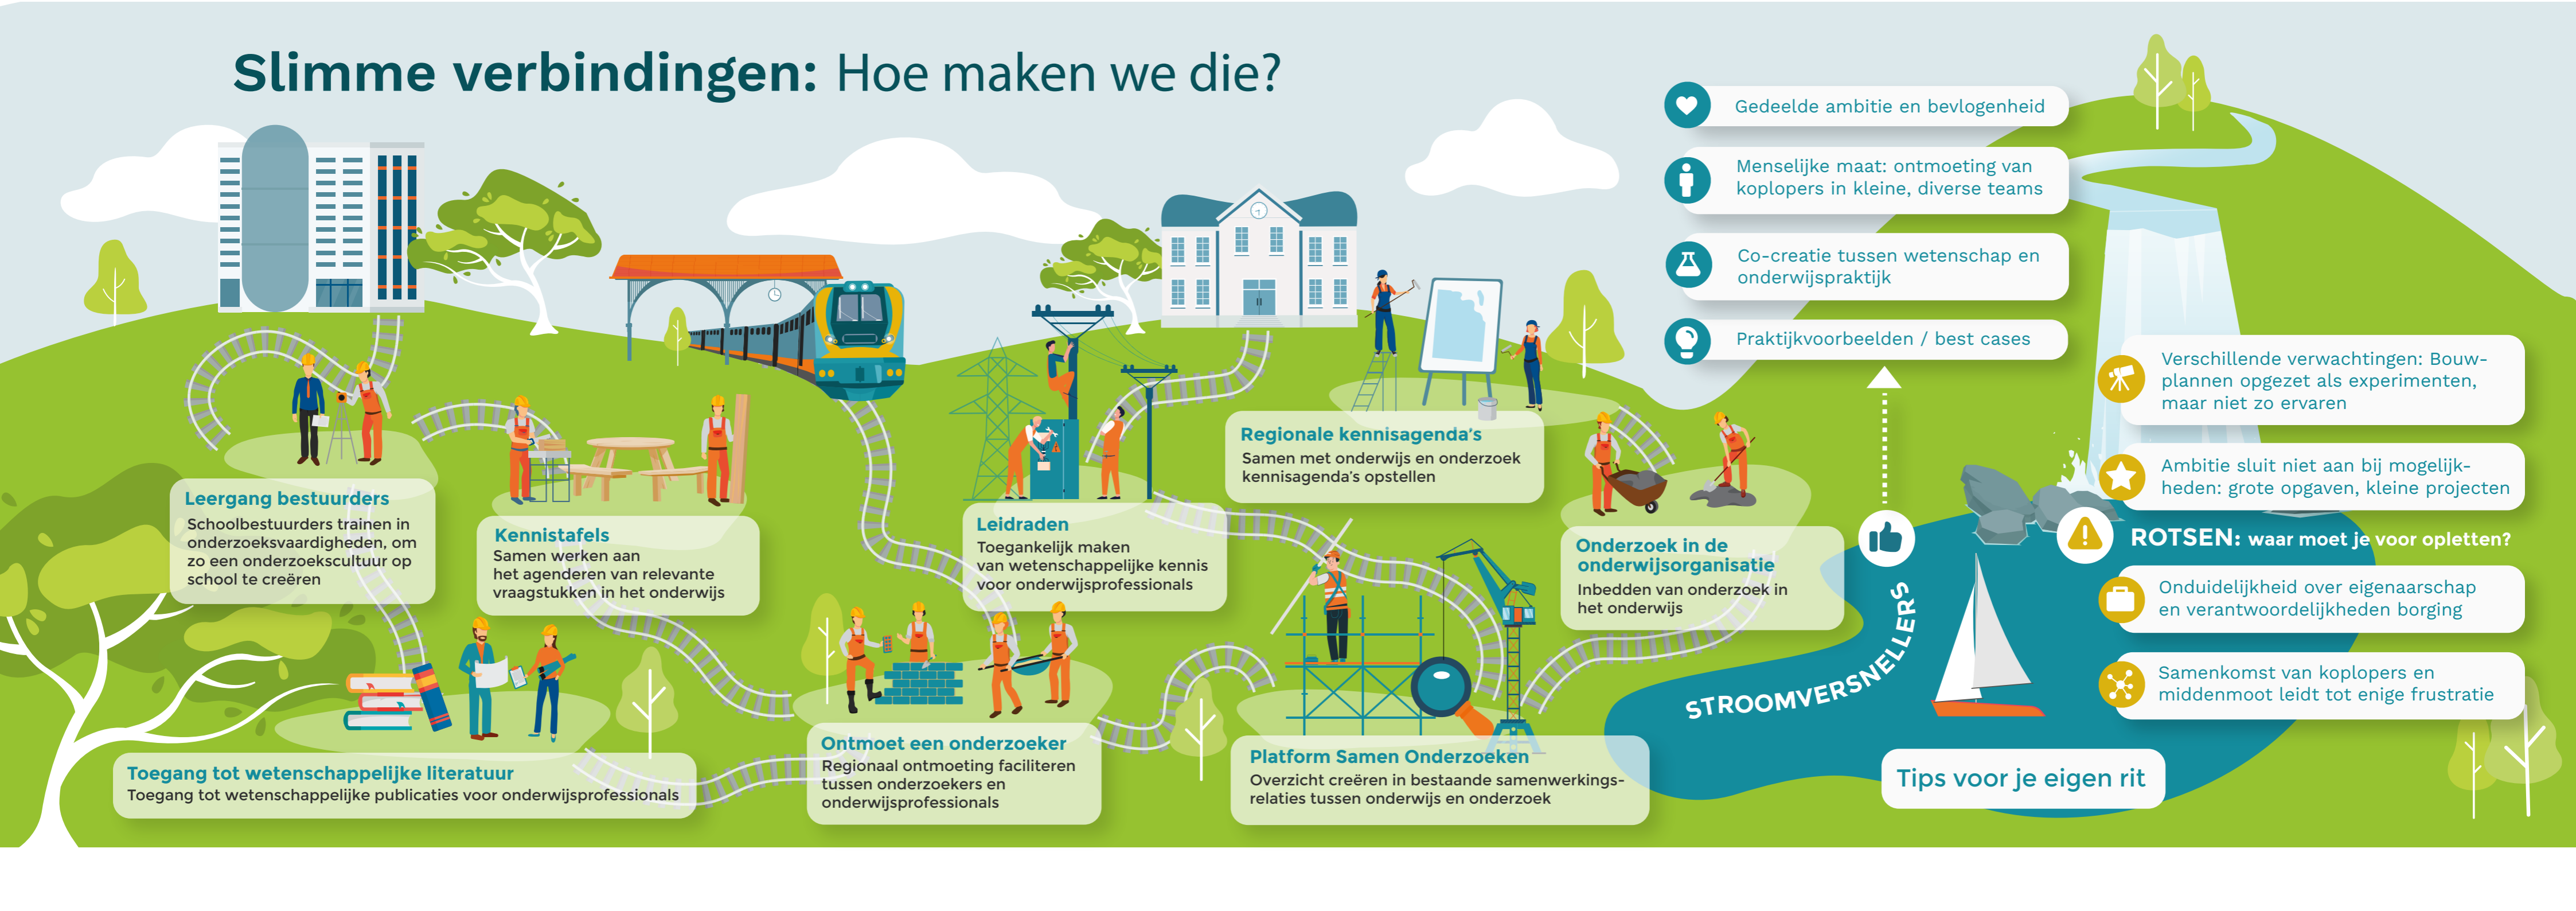 Slimme verbindingen: Hoe maken we die?
Leergang bestuurders
Schoolbestuurders trainen in
onderzoeksvaardigheden, om
zo een onderzoekscultuur op
school te creëren
Kennistafels
Samen werken aan
het agenderen van relevante
vraagstukken in het onderwijs
Leidraden
Toegankelijk maken
van wetenschappelijke kennis
voor onderwijsprofessionals
Regionale kennisagenda's
Samen met onderwijs en onderzoek
kennisagenda's opstellen
Onderzoek in de
onderwijsorganisatie
Inbedden van onderzoek in
het onderwijs
Toegang tot wetenschappelijke literatuur
Toegang tot wetenschappelijke publicaties voor onderwijsprofessionals
Ontmoet een onderzoeker
Regionaal ontmoeting faciliteren
tussen onderzoekers en
onderwijsprofessionals
Platform Samen Onderzoeken
Overzicht creëren in bestaande samenwerkings-
relaties tussen onderwijs en onderzoek
Gedeelde ambitie en bevlogenheid
Menselijke maat: ontmoeting van
koplopers in kleine, diverse teams
Co-creatie tussen wetenschap en
onderwijspraktijk
Praktijkvoorbeelden / best cases
STROOMVERSNELLERS
Verschillende verwachtingen: Bouw-
plannen opgezet als experimenten,
maar niet zo ervaren
Ambitie sluit niet aan bij mogelijk-
heden: grote opgaven, kleine projecten
ROTSEN: waar moet je voor opletten?
Onduidelijkheid over eigenaarschap
en verantwoordelijkheden borging
Samenkomst van koplopers en
middenmoot leidt tot enige frustratie
Tips voor je eigen rit